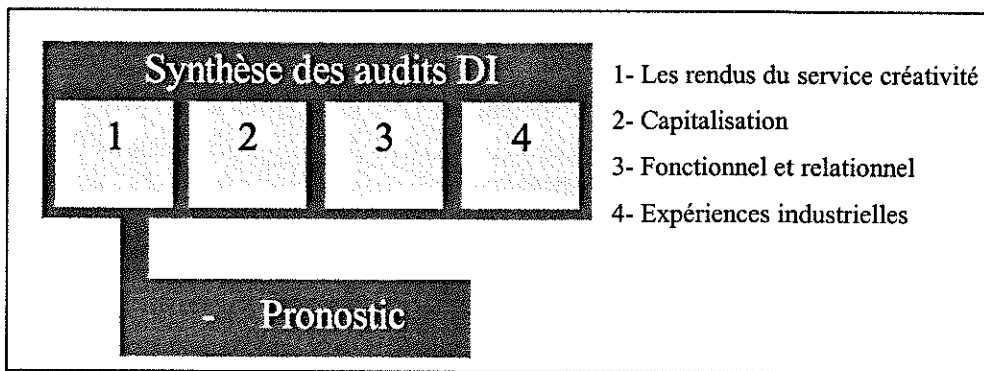 Synthèse des audits DI
1 2 3 4
- Pronostic
1- Les rendus du service créativité
2- Capitalisation
3- Fonctionnel et relationnel
4- Expériences industrielles